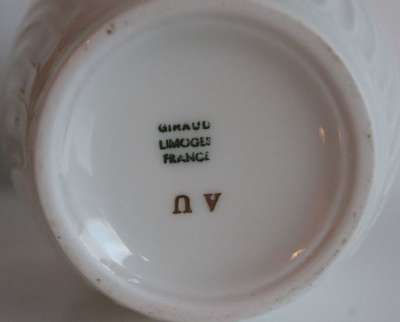 GIRAUD
LIMOGES
FRANCE
A U